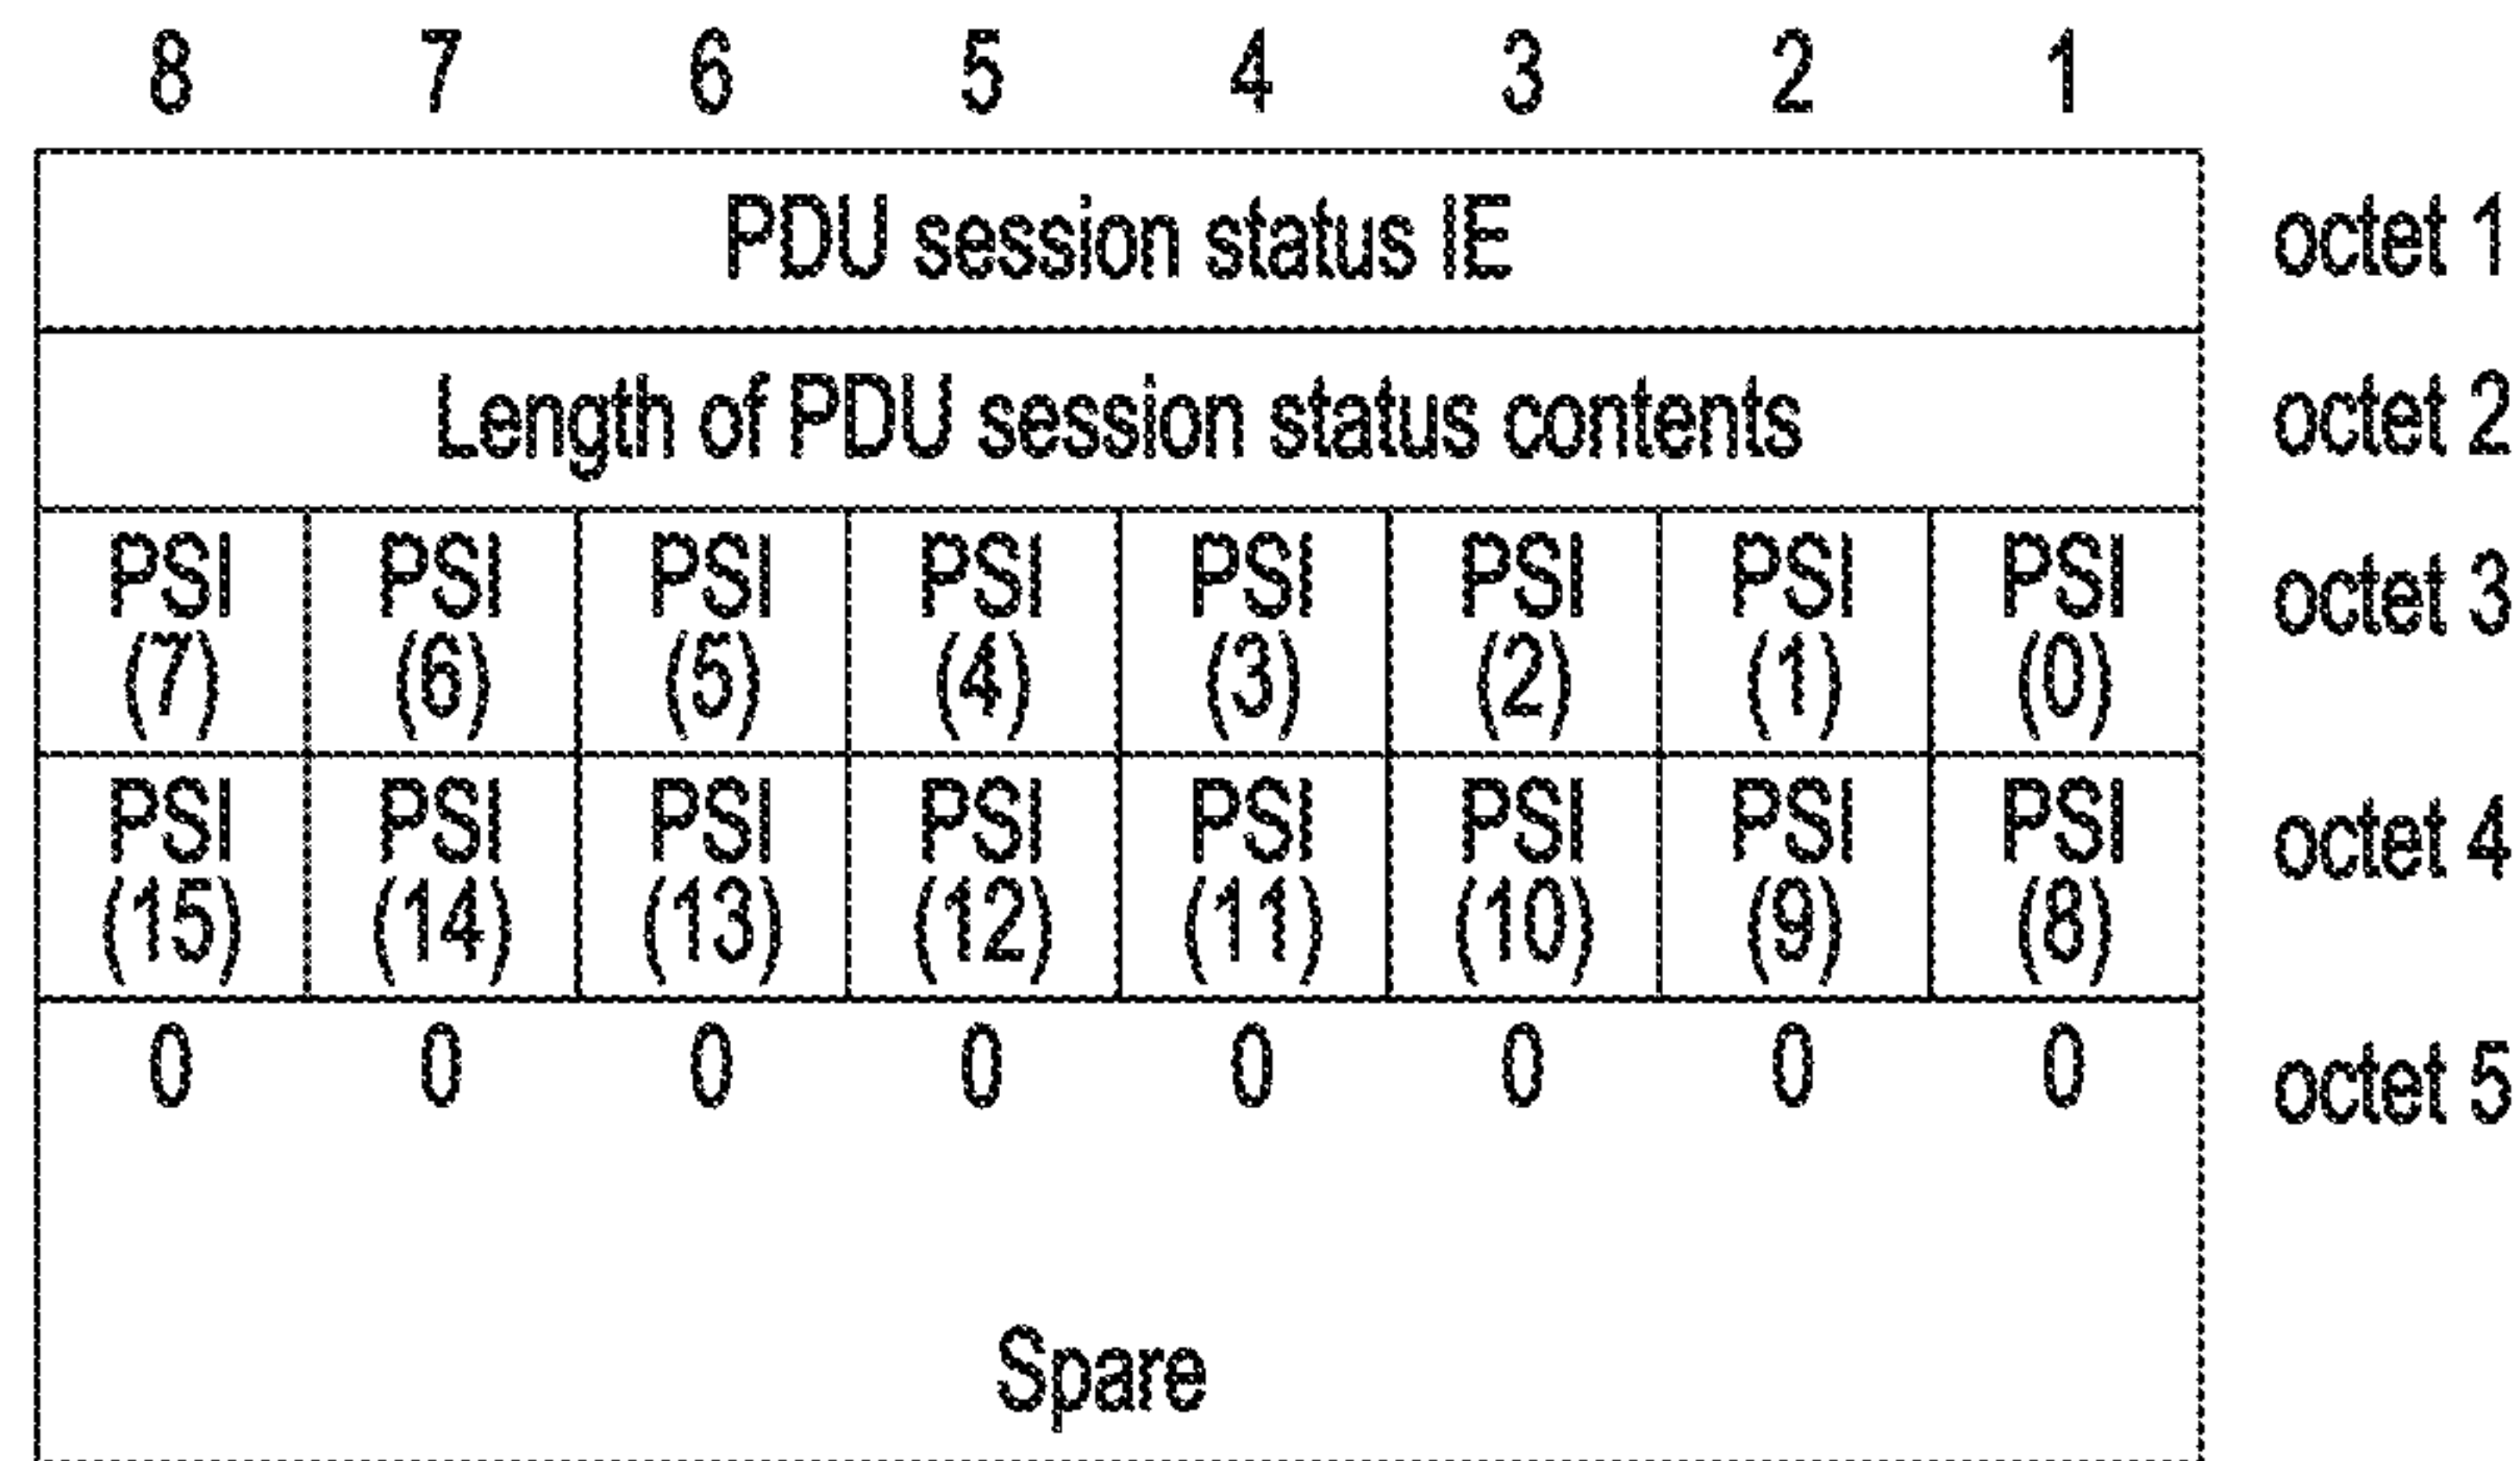 8 7 6 5 4 3 2 1
PDU session status IE octet 1
Length of PDU session status contents octet 2
PSI PSI PSI PSI PSI PSI PSI PSI octet 3
(7) (6) (5) (4) (3) (2) (1) (0)
PSI PSI PSI PSI PSI PSI PSI PSI octet 4
(15) (14) (13) (12) (11) (10) (9) (8)
0 0 0 0 0 0 0 0 octet 5
Spare